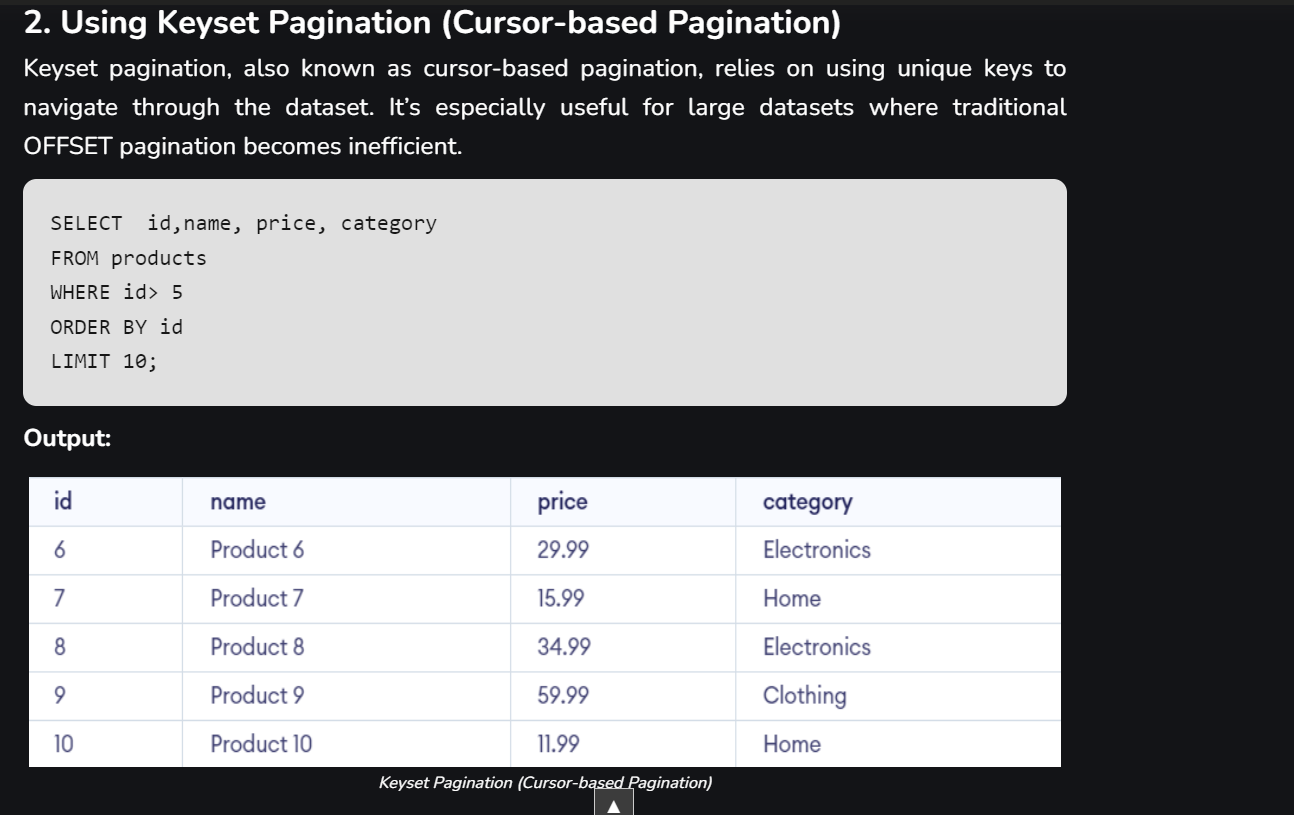 2. Using Keyset Pagination (Cursor-based Pagination)
Keyset pagination, also known as cursor-based pagination, relies on using unique keys to
navigate through the dataset. It’s especially useful for large datasets where traditional
OFFSET pagination becomes inefficient.
SELECT  id,name, price, category
FROM products
WHERE id> 5
ORDER BY id
LIMIT 10;
Output:
id name price category
6 Product 6 29.99 Electronics
7 Product 7 15.99 Home
8 Product 8 34.99 Electronics
9 Product 9 59.99 Clothing
10 Product 10 11.99 Home
Keyset Pagination (Cursor-based Pagination)